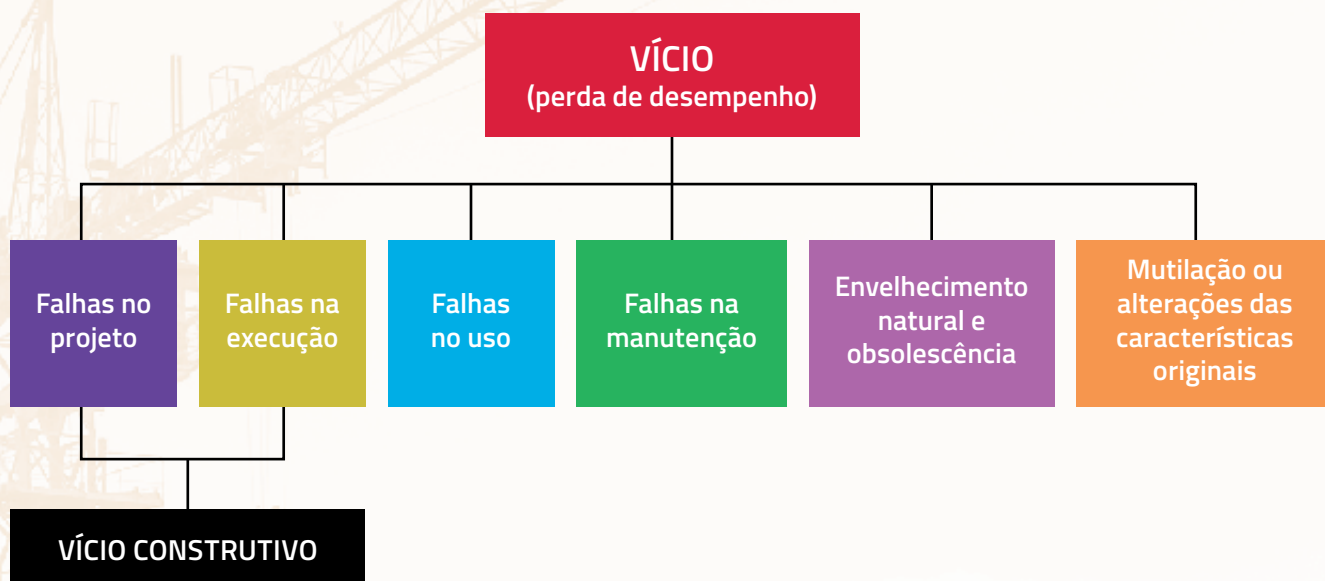 VÍCIO
(perda de desempenho)
Falhas no
projeto
Falhas na
execução
Falhas
no uso
Falhas na
manutenção
Envelhecimento
natural e
obsolescência
Mutilação ou
alterações das
características
originais
VÍCIO CONSTRUTIVO